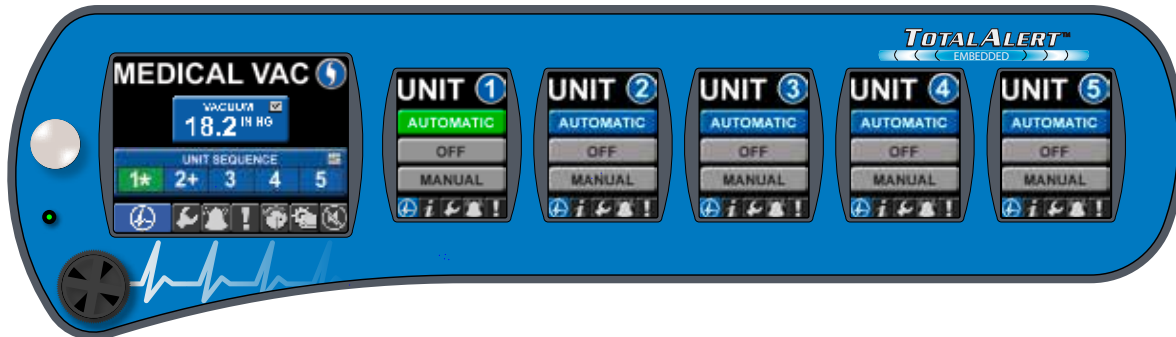 TOTALALERT™
EMBEDDED
MEDICAL VAC
VACUUM
18.2 IN HG
UNIT SEQUENCE
1* 2+ 3 4 5
UNIT 1
AUTOMATIC
OFF
MANUAL
UNIT 2
AUTOMATIC
OFF
MANUAL
UNIT 3
AUTOMATIC
OFF
MANUAL
UNIT 4
AUTOMATIC
OFF
MANUAL
UNIT 5
AUTOMATIC
OFF
MANUAL